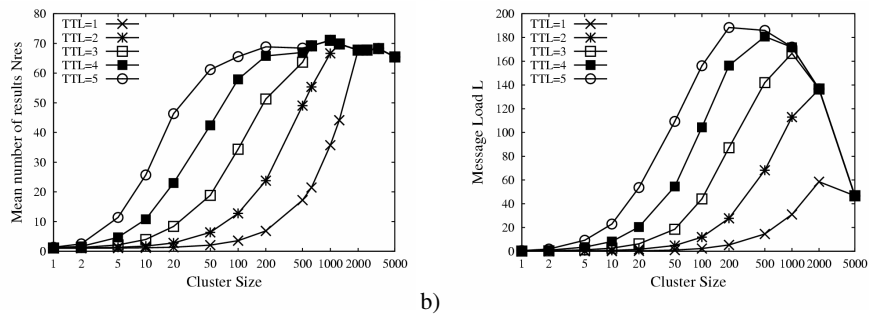 80
70
60
50
40
30
20
10
0
Mean number of results Nres
TTL=1
TTL=2
TTL=3
TTL=4
TTL=5
1 2 5 10 20 50 100 200 500 1000 2000 5000
Cluster Size
b)
200
180
160
140
120
100
80
60
40
20
0
Message Load L
TTL=1
TTL=2
TTL=3
TTL=4
TTL=5
1 2 5 10 20 50 100 200 500 1000 2000 5000
Cluster Size